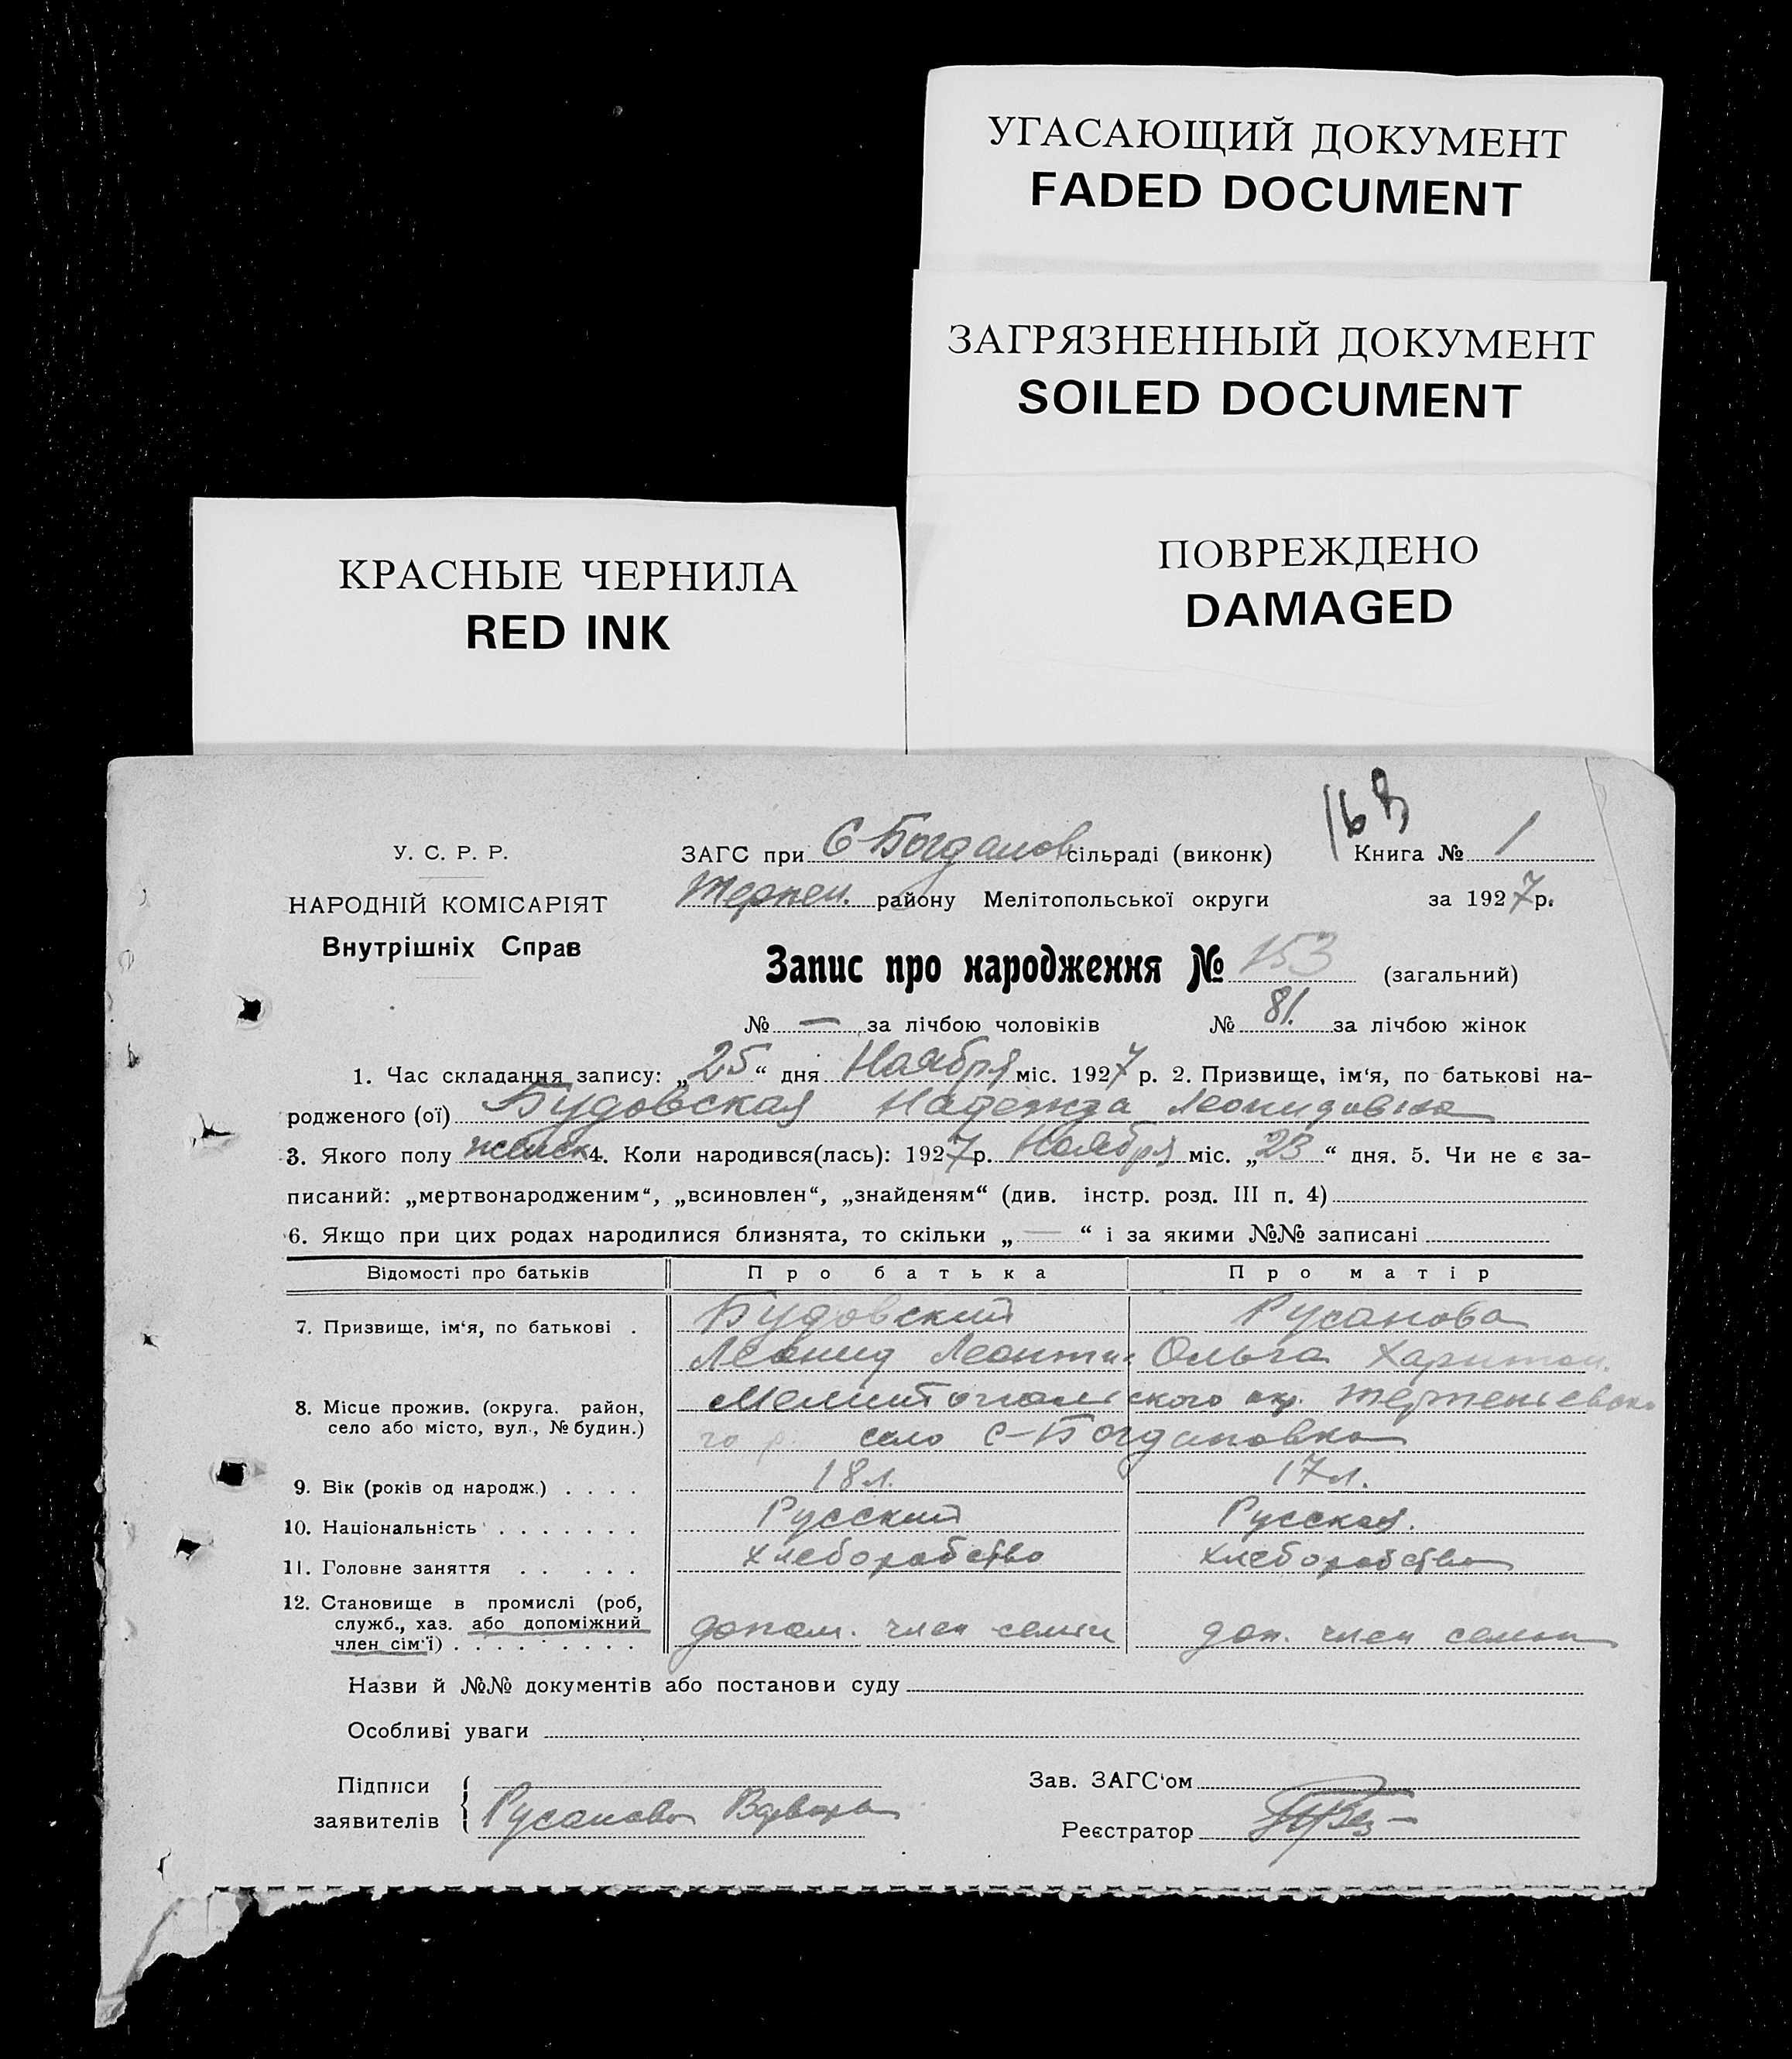 УГАСАЮЩИЙ ДОКУМЕНТ
FADED DOCUMENT
ЗАГРЯЗНЕННЫЙ ДОКУМЕНТ
SOILED DOCUMENT
ПОВРЕЖДЕНО
DAMAGED
КРАСНЫЕ ЧЕРНИЛА
RED INK
У. С. Р. Р.
НАРОДНІЙ КОМІСАРІЯТ
Внутрішніх Справ
ЗАГС при С-Богданов сільраді (виконк)
Книга № 1
Терпен. району Мелітопольської округи
за 1927 р.
Запис про народження № 153 (загальний)
№ — за лічбою чоловіків № 81. за лічбою жінок
1. Час складання запису: „25“ дня Ноября міс. 1927 р. 2. Призвище, ім‘я, по батькові на-
родженого (ої) Будовская Надежда Леонидовна
3. Якого полу женск 4. Коли народився(лась): 1927 р. Ноября міс. „23“ дня. 5. Чи не є за-
писаний: „мертвонародженим“, „всиновлен“, „знайденям“ (див. інстр. розд. III п. 4)
6. Якщо при цих родах народилися близнята, то скільки „—“ і за якими №№ записані
Відомості про батьків Про батька Про матір
7. Призвище, ім‘я, по батькові . Будовский Русанова
Леонид Леонтие. Ольга Харитон.
8. Місце прожив. (округа. район, село або місто, вул., № будин.) Мелитопольского окр. Терпеньевско
го р. село С-Богдановка
9. Вік (років од народж.) . . . . 18 л. 17 л.
10. Національність . . . . . . . Русский Русская.
11. Головне заняття . . . . . хлеборобство хлеборобство
12. Становище в промислі (роб, служб., хаз. або допоміжний член сім‘ї) . . . . . . . . . допом. член семьи доп. член семьи
Назви й №№ документів або постанови суду
Особливі уваги
Підписи заявителів { Русанова Варвара
Зав. ЗАГС‘ом
Реєстратор